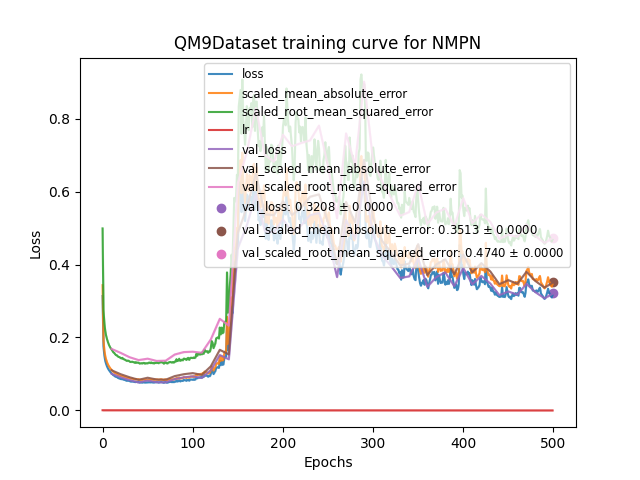 QM9Dataset training curve for NMPN
loss
scaled_mean_absolute_error
scaled_root_mean_squared_error
lr
val_loss
val_scaled_mean_absolute_error
val_scaled_root_mean_squared_error
val_loss: 0.3208 ± 0.0000
val_scaled_mean_absolute_error: 0.3513 ± 0.0000
val_scaled_root_mean_squared_error: 0.4740 ± 0.0000
Loss
0.8
0.6
0.4
0.2
0.0
0 100 200 300 400 500
Epochs